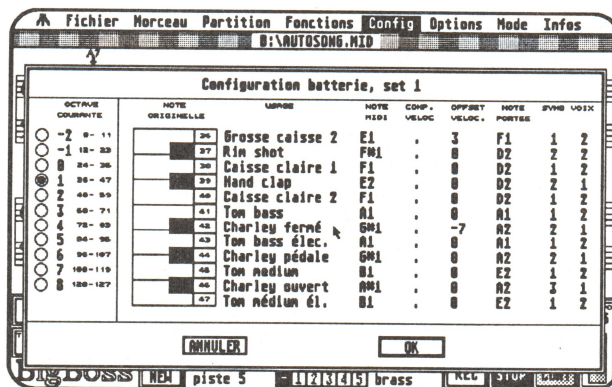 Fichier Morceau Partition Fonctions Config Options Mode Infos
B:\AUTOSONG.MID
A7
Configuration batterie, set 1
OCTAVE COURANTE NOTE ORIGINELLE USAGE NOTE MIDI COMP. VELOC OFFSET VELOC. NOTE PORTEE SYNG VOIX
-2 0- 11 36 Grosse caisse 2 E1 . 3 F1 1 2
-1 12- 23 37 Rim shot F#1 . 0 D2 2 2
0 24- 35 38 Caisse claire 1 F1 . 0 D2 2 2
1 36- 47 39 Hand clap E2 . 0 D2 2 1
2 48- 59 40 Caisse claire 2 F1 . 0 D2 2 2
3 60- 71 41 Tom bass A1 . 0 A1 1 2
4 72- 83 42 Charley fermé G#1 . -7 A2 2 1
5 84- 95 43 Tom bass élec. A1 . 0 A1 1 2
6 96-107 44 Charley pédale G#1 . 0 A2 2 1
7 108-119 45 Tom medium B1 . 0 E2 1 2
8 120-127 46 Charley ouvert A#1 . 0 A2 3 1
47 Tom médium él. B1 . 0 E2 1 2
ANNULER OK
BIGBOSS NEW piste 5 1 2 3 4 5 brass REC STOP